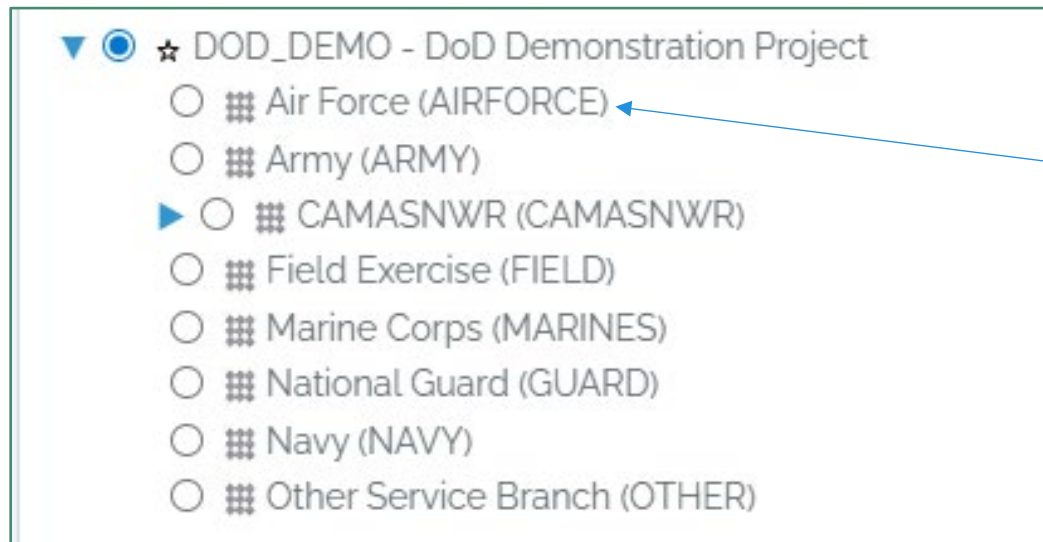 DOD_DEMO - DoD Demonstration Project
Air Force (AIRFORCE)
Army (ARMY)
CAMASNWR (CAMASNWR)
Field Exercise (FIELD)
Marine Corps (MARINES)
National Guard (GUARD)
Navy (NAVY)
Other Service Branch (OTHER)